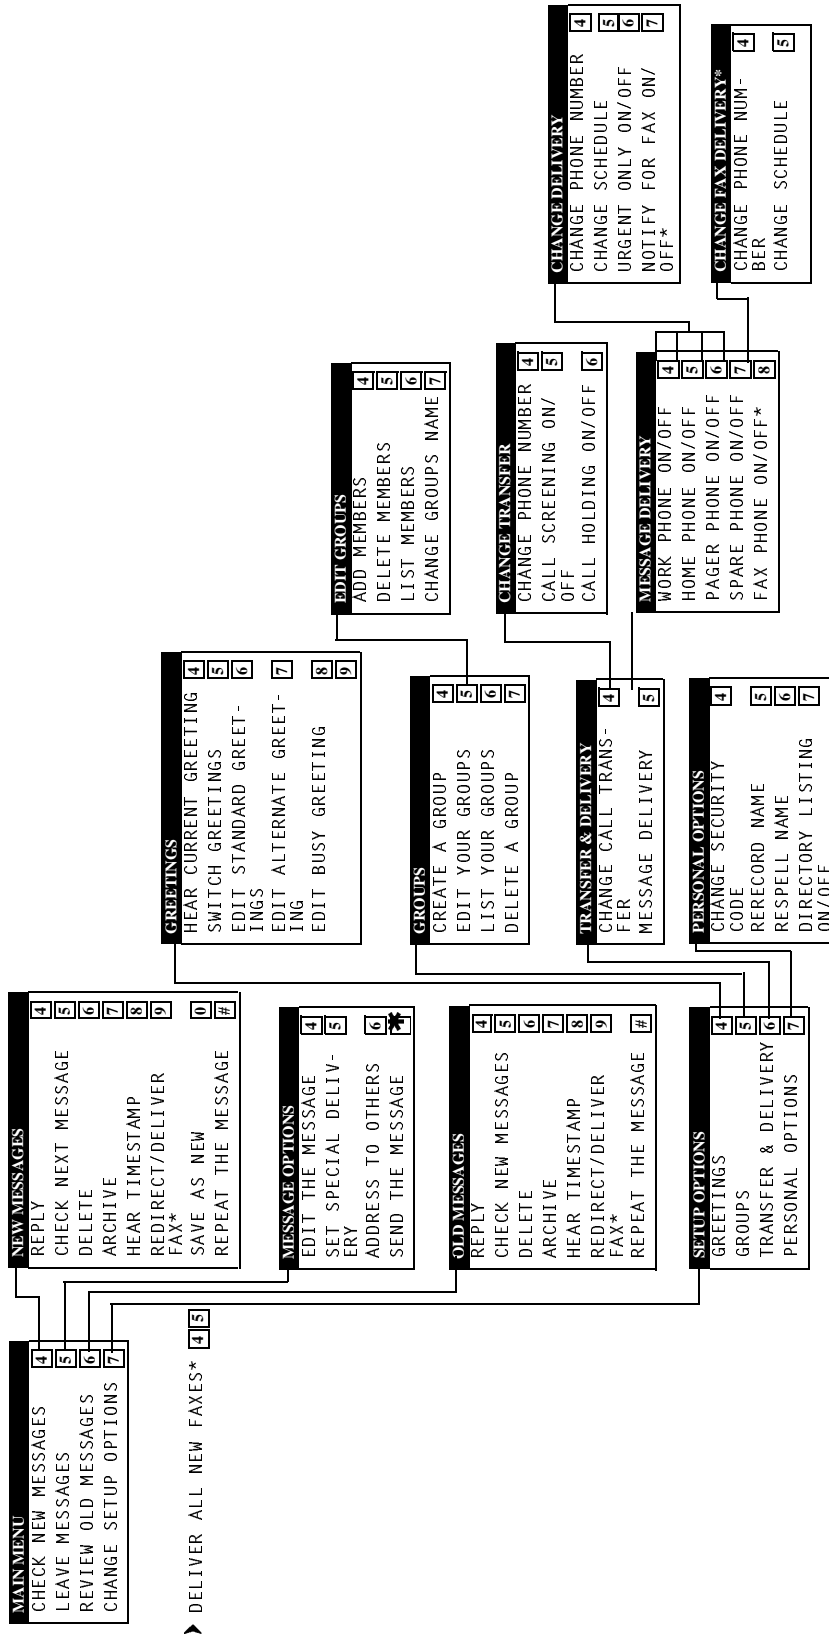 MAIN MENU
CHECK NEW MESSAGES 4
LEAVE MESSAGES 5
REVIEW OLD MESSAGES 6
CHANGE SETUP OPTIONS 7
DELIVER ALL NEW FAXES* 4 5
NEW MESSAGES
REPLY 4
CHECK NEXT MESSAGE 5
DELETE 6
ARCHIVE 7
HEAR TIMESTAMP 8
REDIRECT/DELIVER 9
FAX*
SAVE AS NEW 0
REPEAT THE MESSAGE #
MESSAGE OPTIONS
EDIT THE MESSAGE 4
SET SPECIAL DELIV- 5
ERY
ADDRESS TO OTHERS 6
SEND THE MESSAGE *
OLD MESSAGES
REPLY 4
CHECK NEW MESSAGES 5
DELETE 6
ARCHIVE 7
HEAR TIMESTAMP 8
REDIRECT/DELIVER 9
FAX*
REPEAT THE MESSAGE #
SETUP OPTIONS
GREETINGS 4
GROUPS 5
TRANSFER & DELIVERY 6
PERSONAL OPTIONS 7
GREETINGS
HEAR CURRENT GREETING 4
SWITCH GREETINGS 5
EDIT STANDARD GREET- 6
INGS
EDIT ALTERNATE GREET- 7
ING
EDIT BUSY GREETING 8
9
GROUPS
CREATE A GROUP 4
EDIT YOUR GROUPS 5
LIST YOUR GROUPS 6
DELETE A GROUP 7
TRANSFER & DELIVERY
CHANGE CALL TRANS- 4
FER
MESSAGE DELIVERY 5
PERSONAL OPTIONS
CHANGE SECURITY 4
CODE
RERECORD NAME 5
RESPELL NAME 6
DIRECTORY LISTING 7
ON/OFF
EDIT GROUPS
ADD MEMBERS 4
DELETE MEMBERS 5
LIST MEMBERS 6
CHANGE GROUPS NAME 7
CHANGE TRANSFER
CHANGE PHONE NUMBER 4
CALL SCREENING ON/ 5
OFF
CALL HOLDING ON/OFF 6
MESSAGE DELIVERY
WORK PHONE ON/OFF 4
HOME PHONE ON/OFF 5
PAGER PHONE ON/OFF 6
SPARE PHONE ON/OFF 7
FAX PHONE ON/OFF* 8
CHANGE DELIVERY
CHANGE PHONE NUMBER 4
CHANGE SCHEDULE 5
URGENT ONLY ON/OFF 6
NOTIFY FOR FAX ON/ 7
OFF*
CHANGE FAX DELIVERY*
CHANGE PHONE NUM- 4
BER
CHANGE SCHEDULE 5